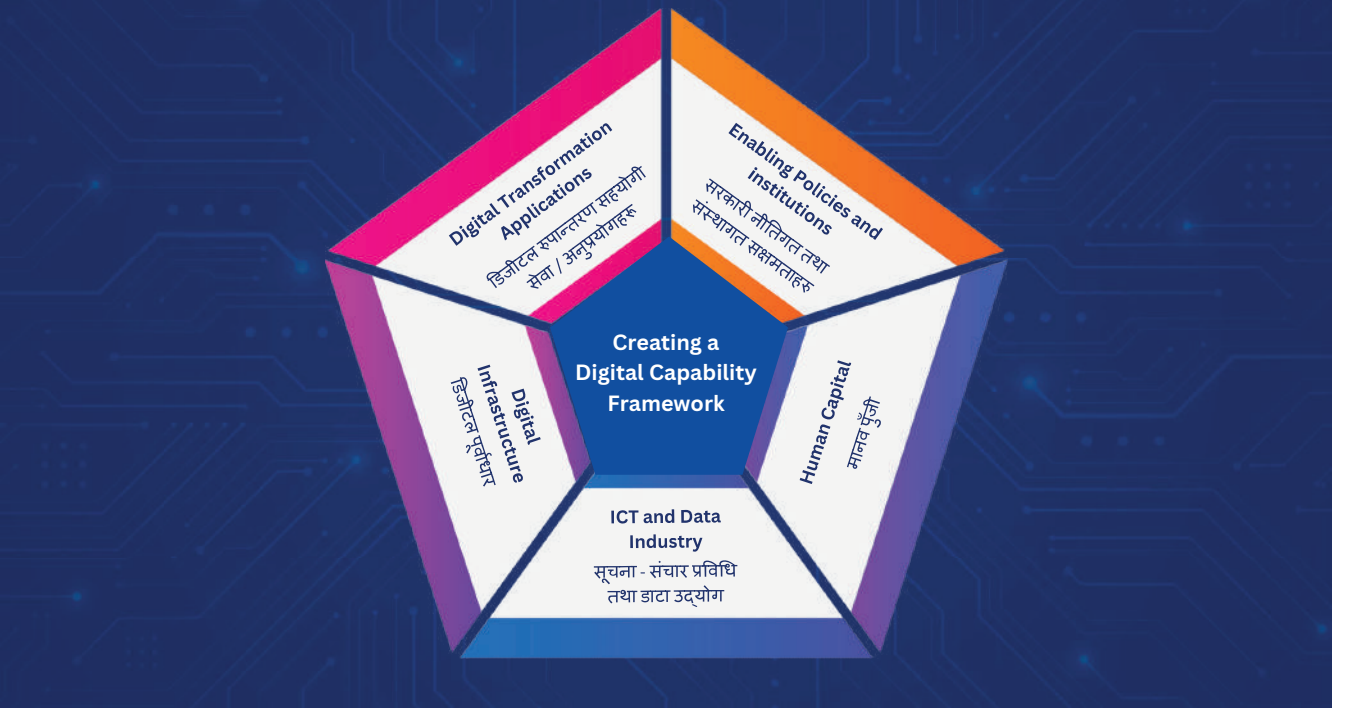 Digital Transformation
Applications
डिजीटल रुपान्तरण सहयोगी
सेवा / अनुप्रयोगहरू
Enabling Policies and
institutions
सरकारी नीतिगत तथा
संस्थागत सक्षमताहरु
Creating a
Digital Capability
Framework
Digital
Infrastructure
डिजीटल पूर्वाधार
Human Capital
मानव पुँजी
ICT and Data
Industry
सूचना - संचार प्रविधि
तथा डाटा उद्योग